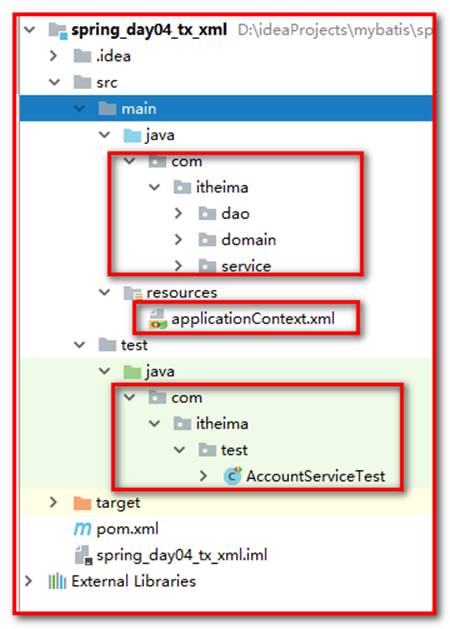 spring_day04_tx_xml D:\ideaProjects\mybatis\sp
.idea
src
main
java
com
itheima
dao
domain
service
resources
applicationContext.xml
test
java
com
itheima
test
AccountServiceTest
target
pom.xml
spring_day04_tx_xml.iml
External Libraries